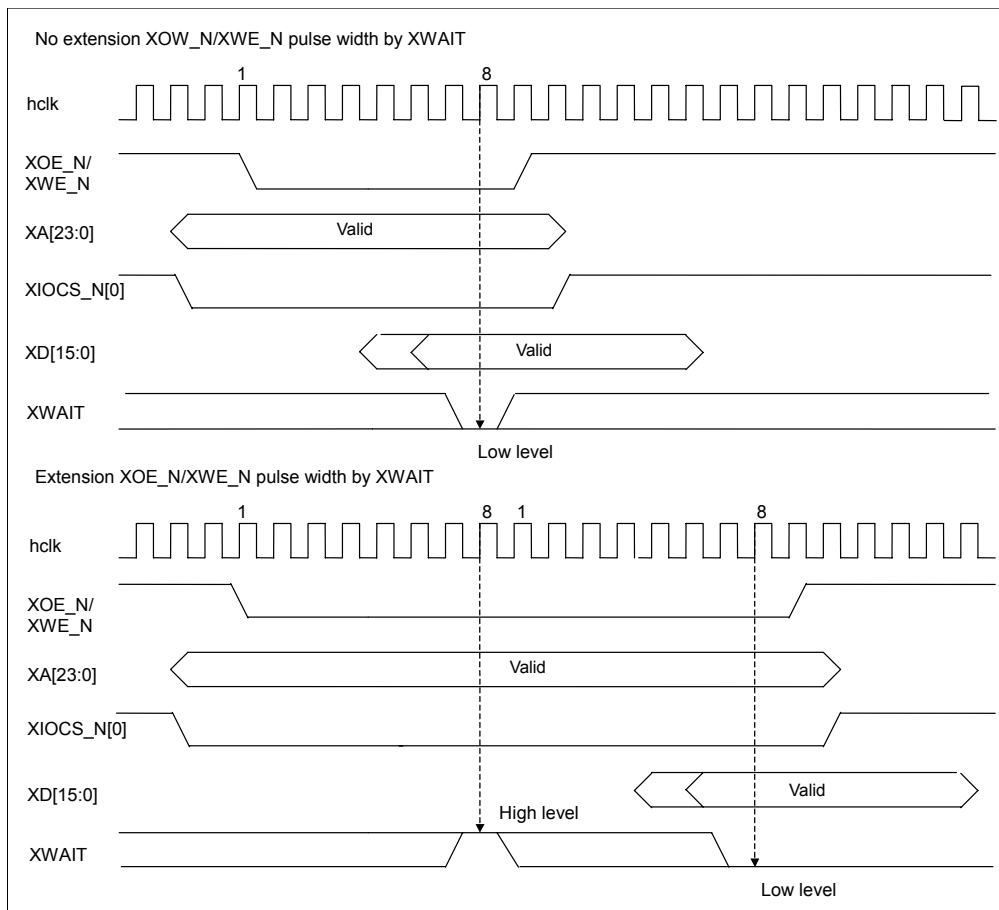 No extension XOW_N/XWE_N pulse width by XWAIT
1
8
hclk
XOE_N/
XWE_N
XA[23:0]
Valid
XIOCS_N[0]
XD[15:0]
Valid
XWAIT
Low level
Extension XOE_N/XWE_N pulse width by XWAIT
1
8
1
8
hclk
XOE_N/
XWE_N
XA[23:0]
Valid
XIOCS_N[0]
XD[15:0]
Valid
High level
XWAIT
Low level